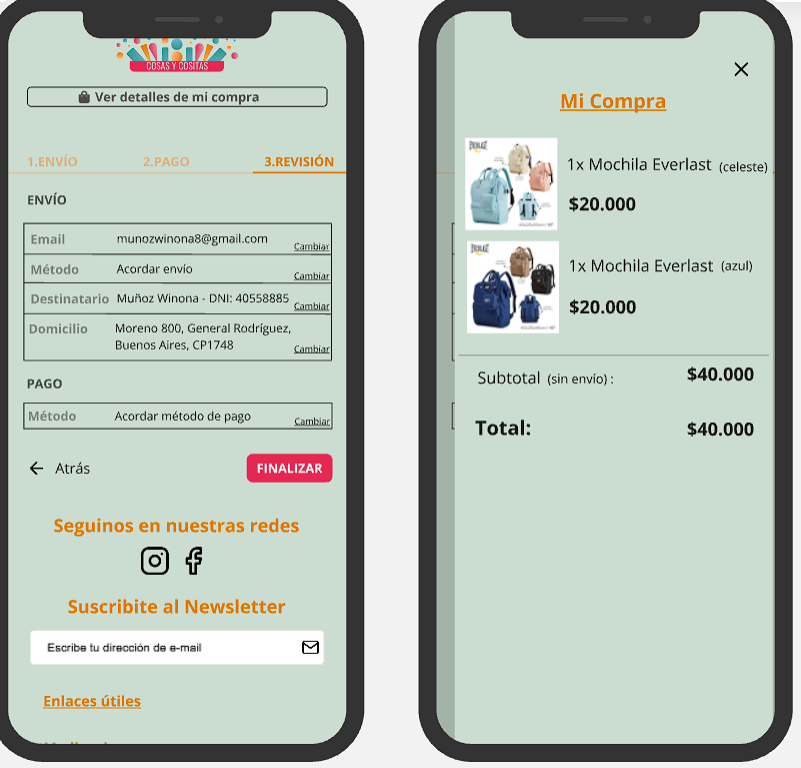 COSAS Y COSITAS
Ver detalles de mi compra
1.ENVÍO 2.PAGO 3.REVISIÓN
ENVÍO
Email munozwinona8@gmail.com Cambiar
Método Acordar envío Cambiar
Destinatario Muñoz Winona - DNI: 40558885 Cambiar
Domicilio Moreno 800, General Rodríguez,
Buenos Aires, CP1748 Cambiar
PAGO
Método Acordar método de pago Cambiar
Atrás FINALIZAR
Seguinos en nuestras redes
Suscribite al Newsletter
Escribe tu dirección de e-mail
Enlaces útiles
Mi Compra
EVERLAST
1x Mochila Everlast (celeste)
$20.000
EVERLAST
1x Mochila Everlast (azul)
$20.000
Subtotal (sin envío) : $40.000
Total: $40.000